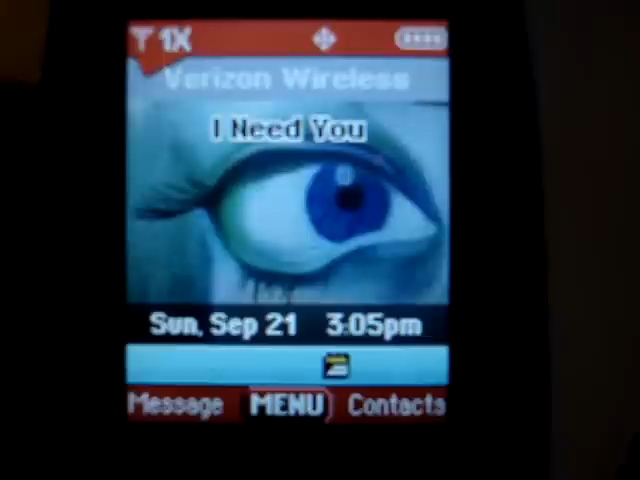 1X
Verizon Wireless
I Need You
Sun, Sep 21 3:05pm
Message MENU Contacts